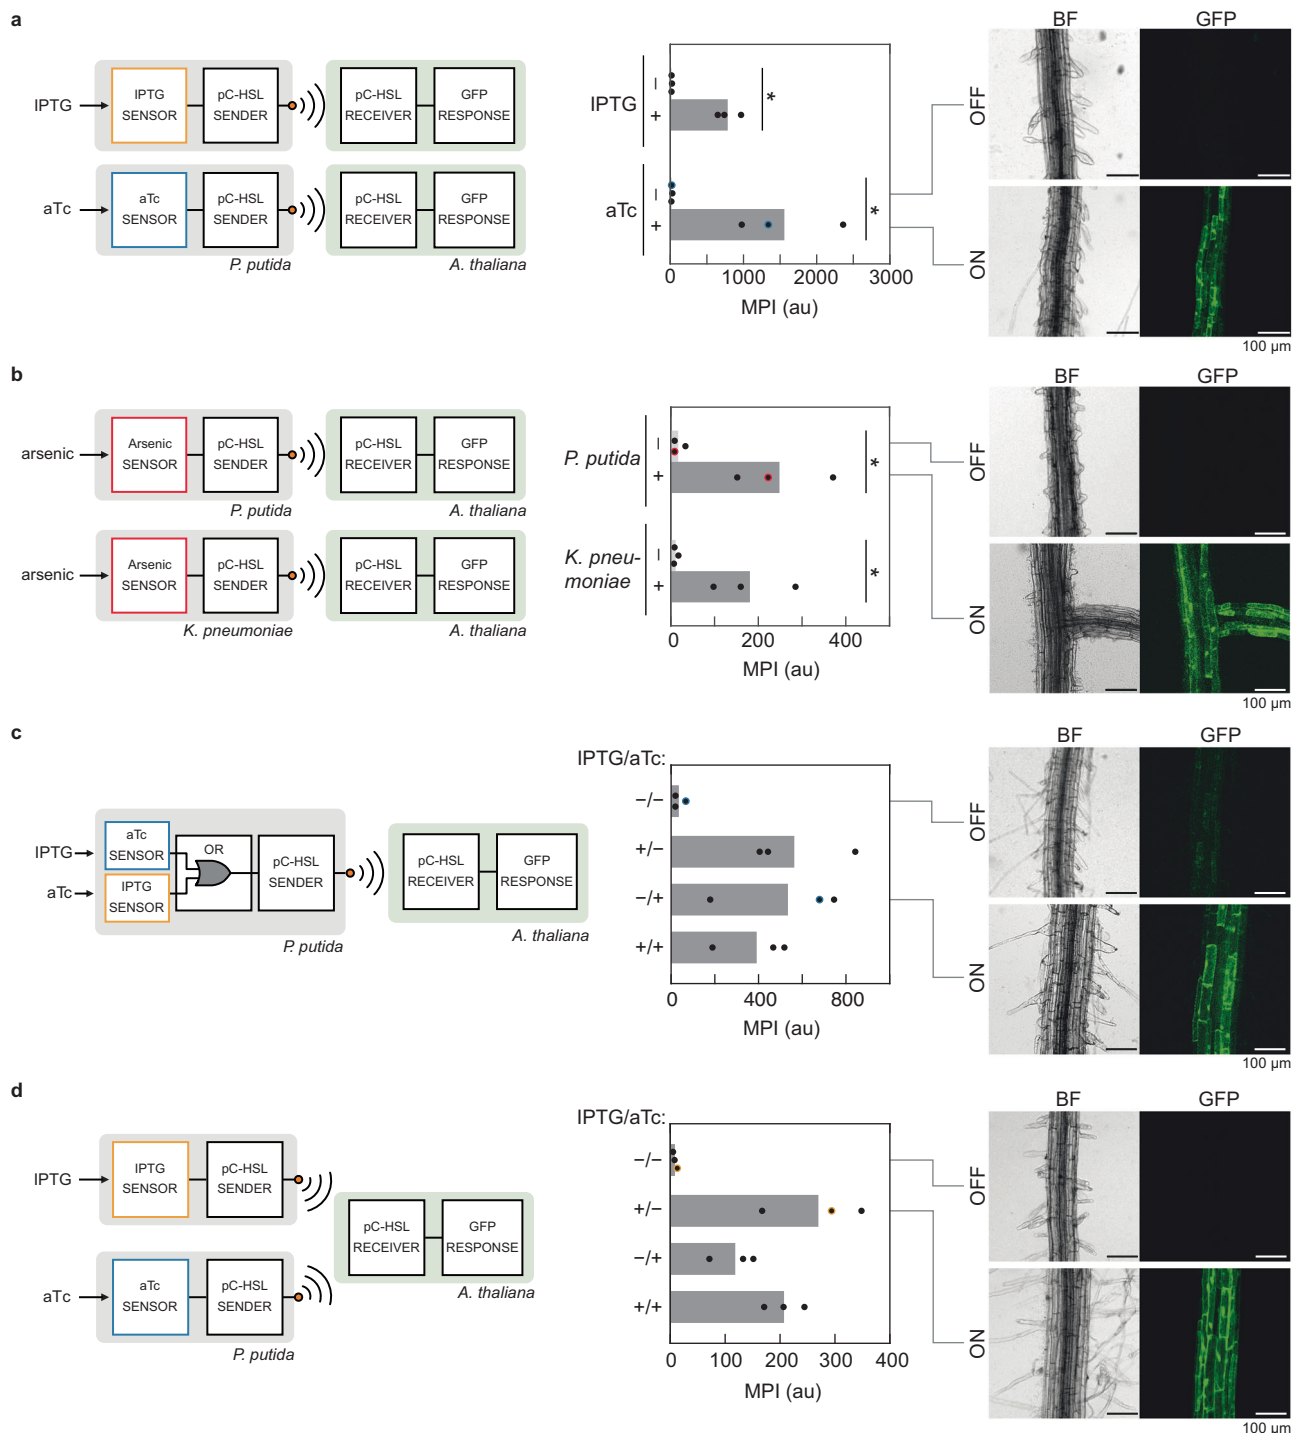 a
BF GFP
IPTG
IPTG SENSOR
pC-HSL SENDER
pC-HSL RECEIVER
GFP RESPONSE
aTc
aTc SENSOR
pC-HSL SENDER
pC-HSL RECEIVER
GFP RESPONSE
P. putida
A. thaliana
IPTG
−
+
*
aTc
−
+
*
0 1000 2000 3000
MPI (au)
OFF
ON
100 µm
b
BF GFP
arsenic
Arsenic SENSOR
pC-HSL SENDER
pC-HSL RECEIVER
GFP RESPONSE
P. putida
A. thaliana
arsenic
Arsenic SENSOR
pC-HSL SENDER
pC-HSL RECEIVER
GFP RESPONSE
K. pneumoniae
A. thaliana
P. putida
−
+
*
K. pneu-
moniae
−
+
*
0 200 400
MPI (au)
OFF
ON
100 µm
c
BF GFP
IPTG
aTc
aTc SENSOR
IPTG SENSOR
OR
pC-HSL SENDER
pC-HSL RECEIVER
GFP RESPONSE
P. putida
A. thaliana
IPTG/aTc:
−/−
+/−
−/+
+/+
0 400 800
MPI (au)
OFF
ON
100 µm
d
BF GFP
IPTG
IPTG SENSOR
pC-HSL SENDER
pC-HSL RECEIVER
GFP RESPONSE
A. thaliana
aTc
aTc SENSOR
pC-HSL SENDER
P. putida
IPTG/aTc:
−/−
+/−
−/+
+/+
0 100 200 300 400
MPI (au)
OFF
ON
100 µm